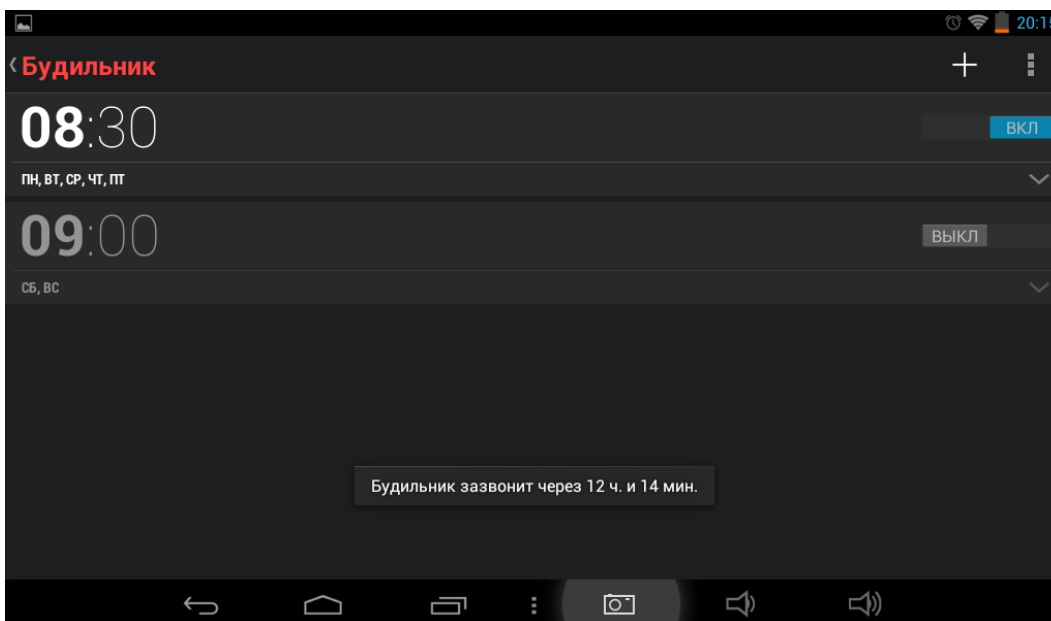 20:15
Будильник
08:30
ВКЛ
ПН, ВТ, СР, ЧТ, ПТ
09:00
ВЫКЛ
СБ, ВС
Будильник зазвонит через 12 ч. и 14 мин.